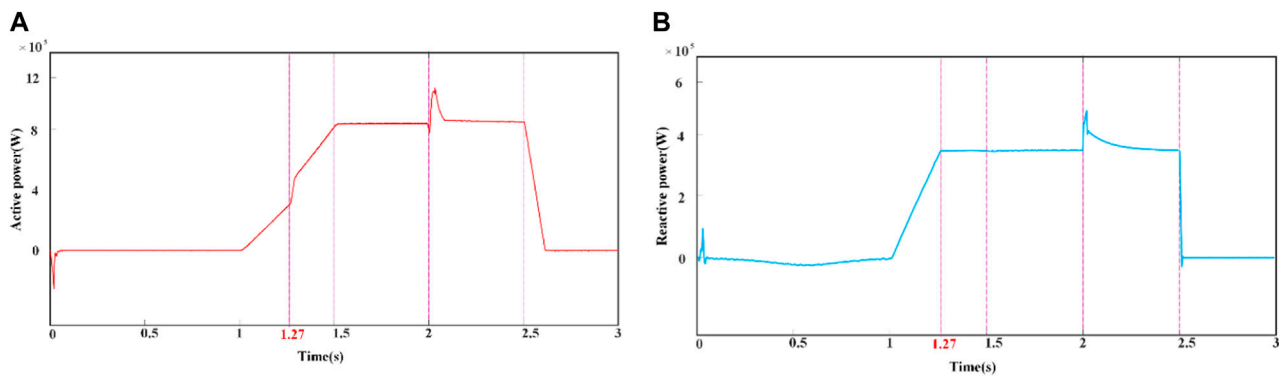 A
× 10⁵
12
8
4
0
Active power(W)
0 0.5 1 1.27 1.5 2 2.5 3
Time(s)
B
× 10⁵
6
4
2
0
Reactive power(W)
0 0.5 1 1.27 1.5 2 2.5 3
Time(s)